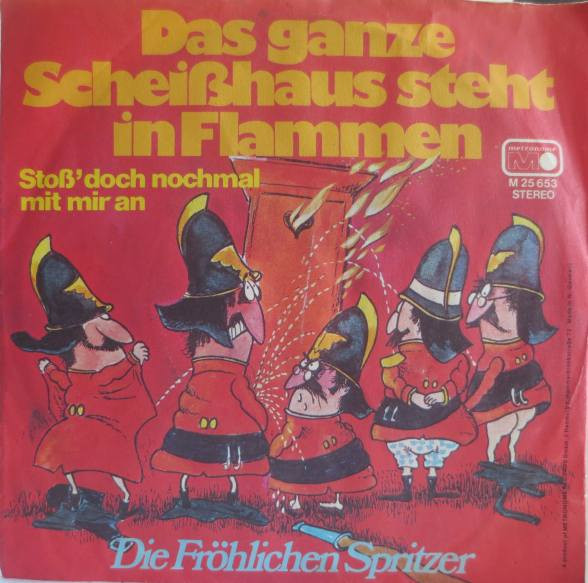 Das ganze
Scheißhaus steht
in Flammen
metronome
M 25 653
STEREO
Stoß' doch nochmal
mit mir an
Die Fröhlichen Spritzer